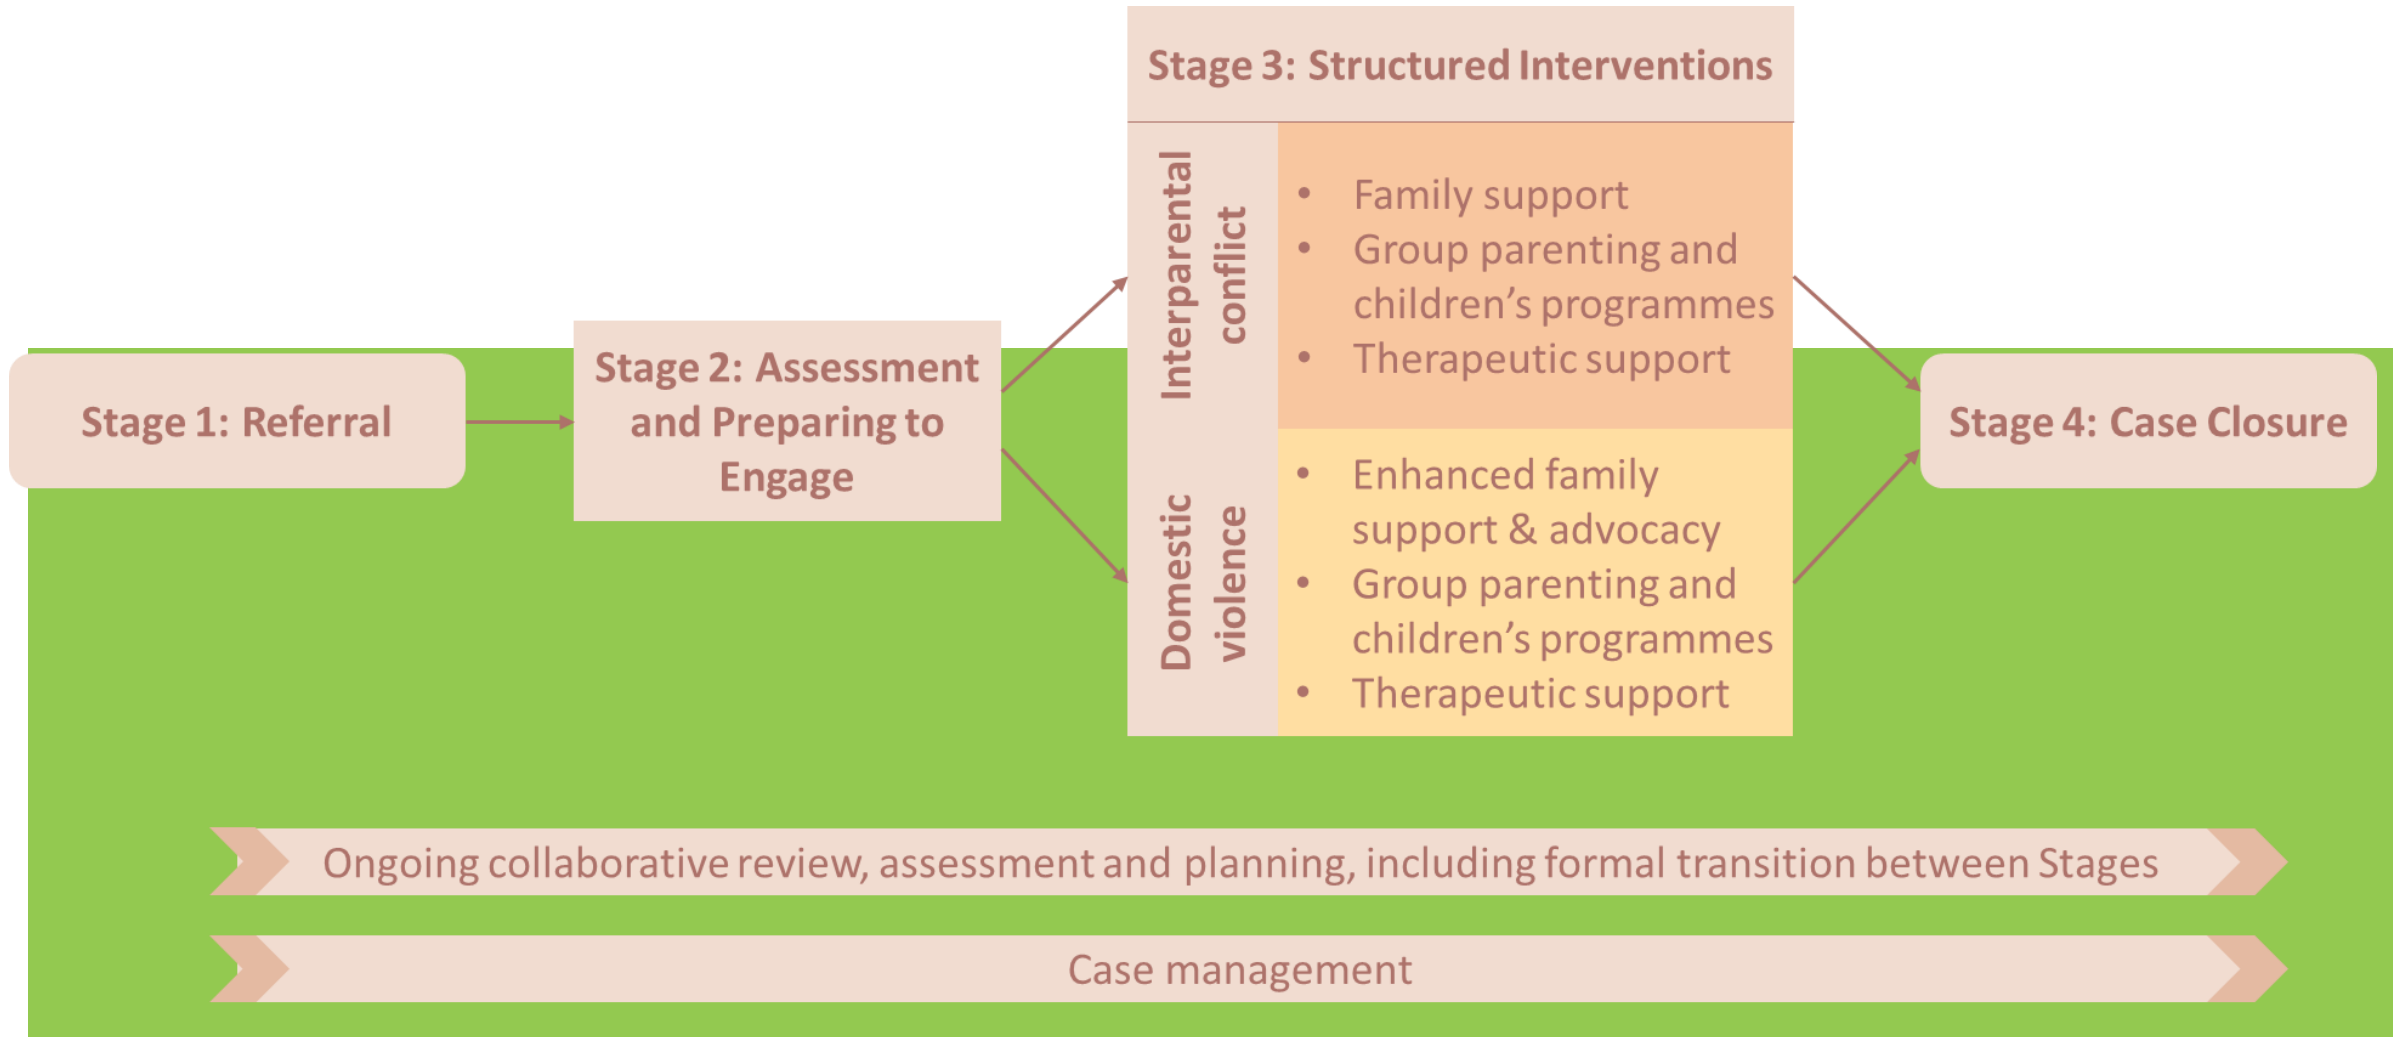 Stage 1: Referral
Stage 2: Assessment
and Preparing to
Engage
Stage 3: Structured Interventions
Interparental
conflict
• Family support
• Group parenting and
children’s programmes
• Therapeutic support
Domestic
violence
• Enhanced family
support & advocacy
• Group parenting and
children’s programmes
• Therapeutic support
Stage 4: Case Closure
Ongoing collaborative review, assessment and planning, including formal transition between Stages
Case management